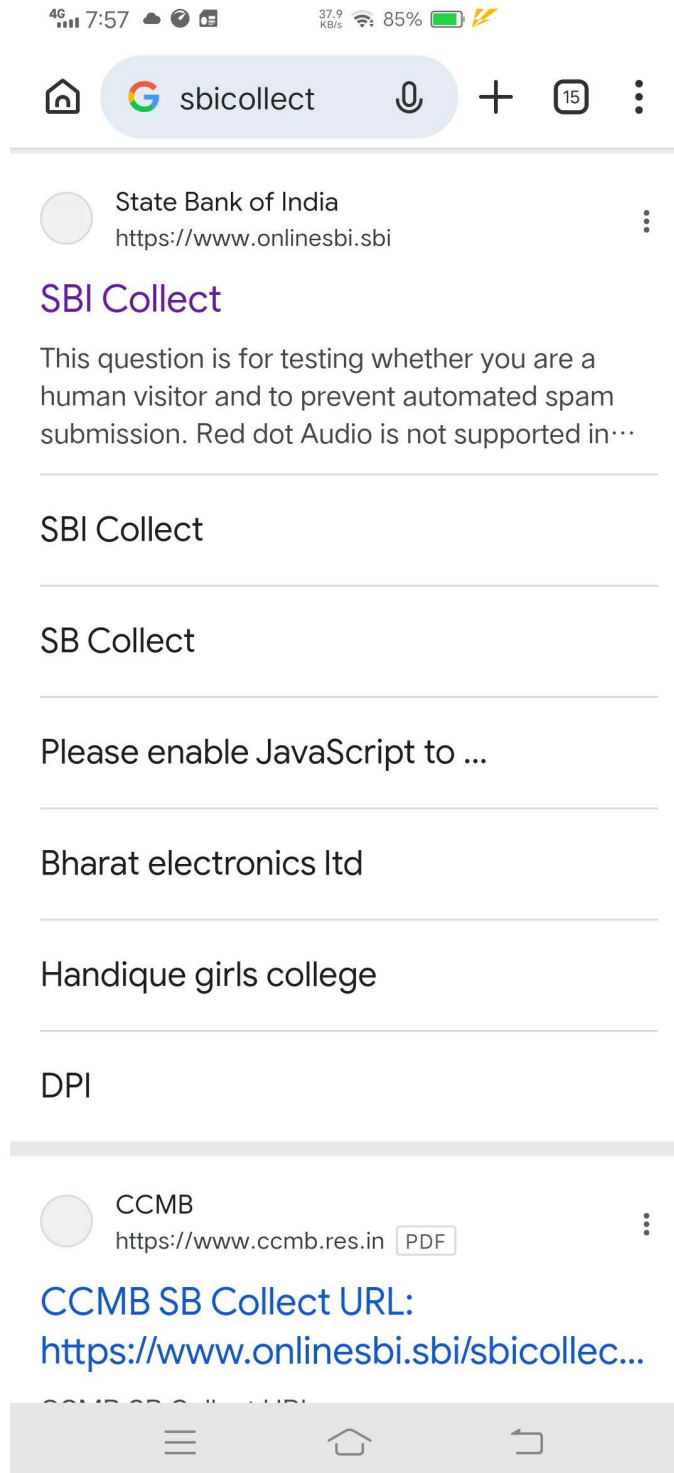 4G 7:57 37.9 KB/s 85%
sbicollect 15
State Bank of India
https://www.onlinesbi.sbi
SBI Collect
This question is for testing whether you are a
human visitor and to prevent automated spam
submission. Red dot Audio is not supported in···
SBI Collect
SB Collect
Please enable JavaScript to ...
Bharat electronics ltd
Handique girls college
DPI
CCMB
https://www.ccmb.res.in PDF
CCMB SB Collect URL:
https://www.onlinesbi.sbi/sbicollec...